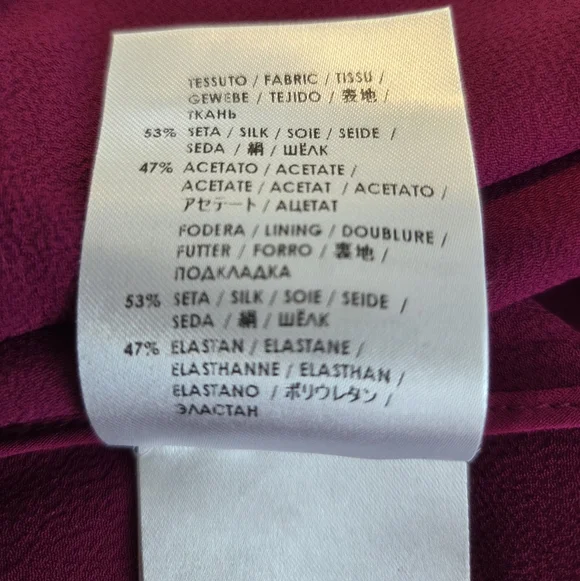 TESSUTO / FABRIC / TISSU /
GEWEBE / TEJIDO / 表地 /
ТКАНЬ
53% SETA / SILK / SOIE / SEIDE /
SEDA / 絹 / ШЁЛК
47% ACETATO / ACETATE /
ACETATE / ACETAT / ACETATO /
アセテート / АЦЕТАТ
FODERA / LINING / DOUBLURE /
FUTTER / FORRO / 裏地 /
ПОДКЛАДКА
53% SETA / SILK / SOIE / SEIDE /
SEDA / 絹 / ШЁЛК
47% ELASTAN / ELASTANE /
ELASTHANNE / ELASTHAN /
ELASTANO / ポリウレタン /
ЭЛАСТАН